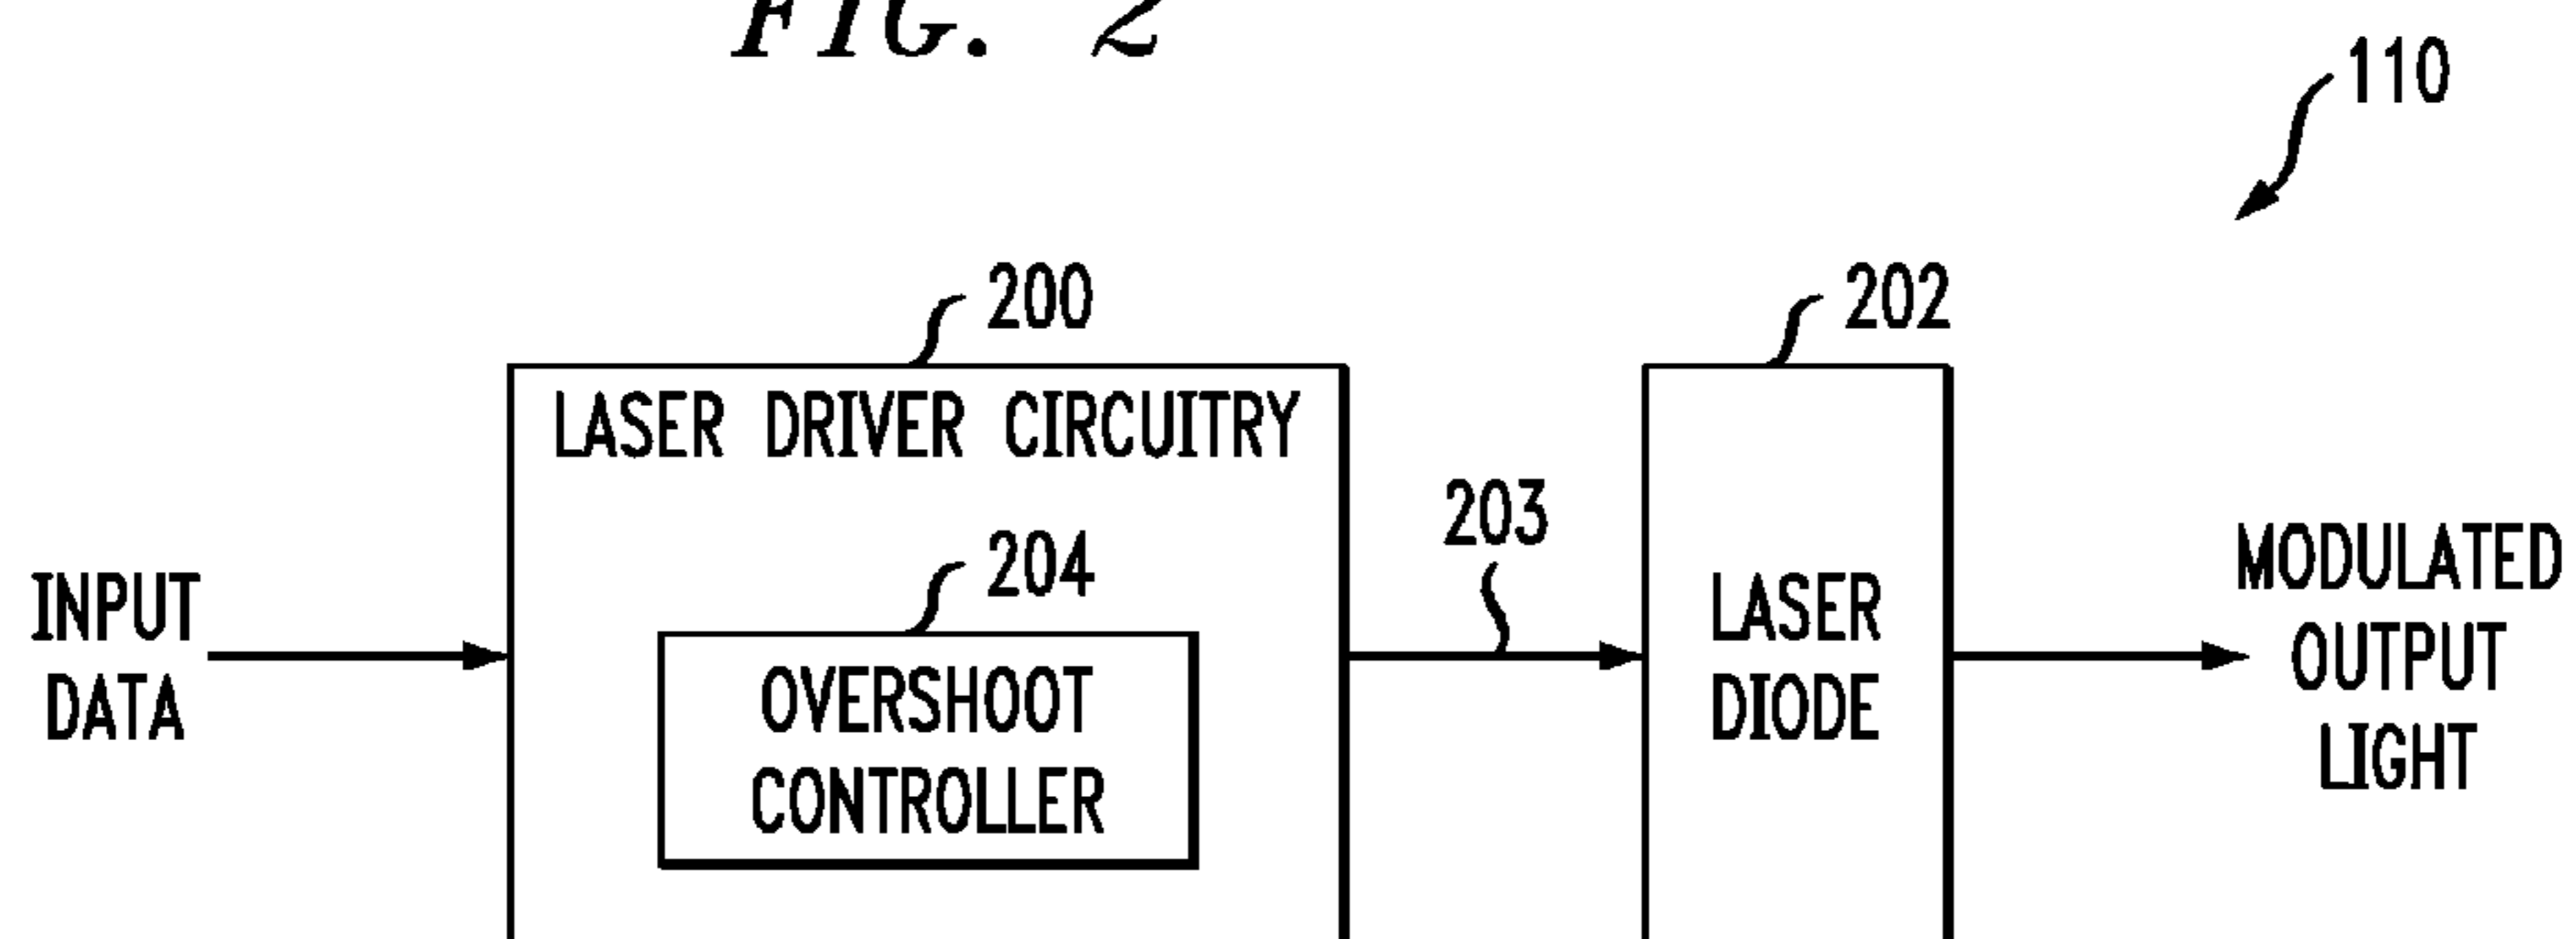 FIG. 2
110
200
202
LASER DRIVER CIRCUITRY
203
204
INPUT
DATA
OVERSHOOT
CONTROLLER
LASER
DIODE
MODULATED
OUTPUT
LIGHT